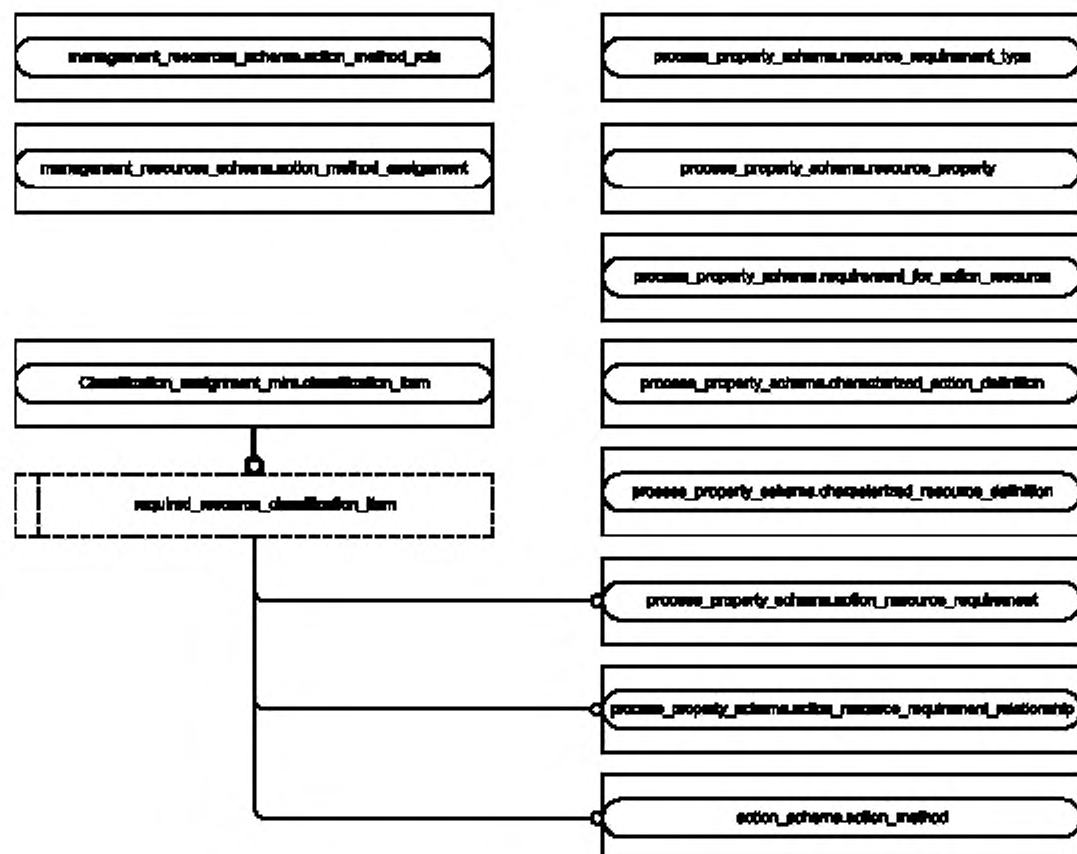 management_resources_schema.action_method_role
process_property_schema.resource_requirement_type
management_resources_schema.action_method_assignment
process_property_schema.resource_property
process_property_schema.requirement_for_action_resource
Classification_assignment_mim.classification_item
process_property_schema.characterized_action_definition
required_resource_classification_item
process_property_schema.characterized_resource_definition
process_property_schema.action_resource_requirement
process_property_schema.action_resource_requirement_relationship
action_schema.action_method